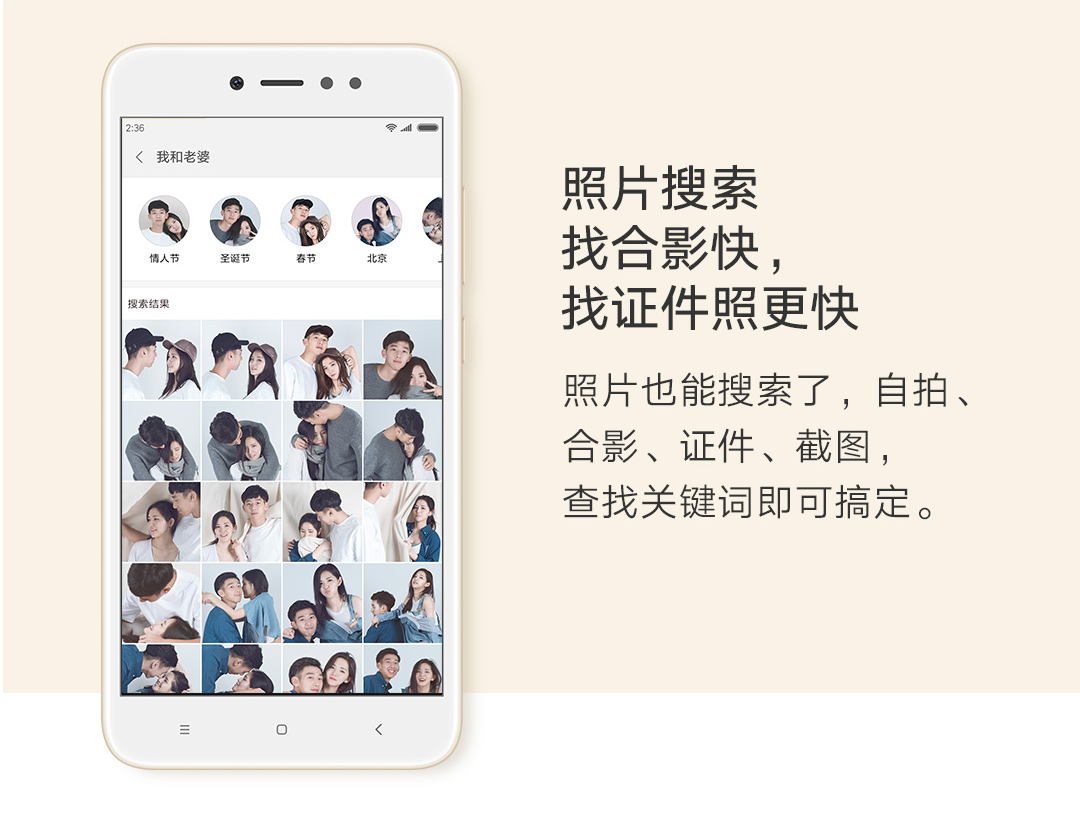 2:36
我和老婆
情人节
圣诞节
春节
北京
搜索结果
照片搜索
找合影快，
找证件照更快
照片也能搜索了，自拍、
合影、证件、截图，
查找关键词即可搞定。